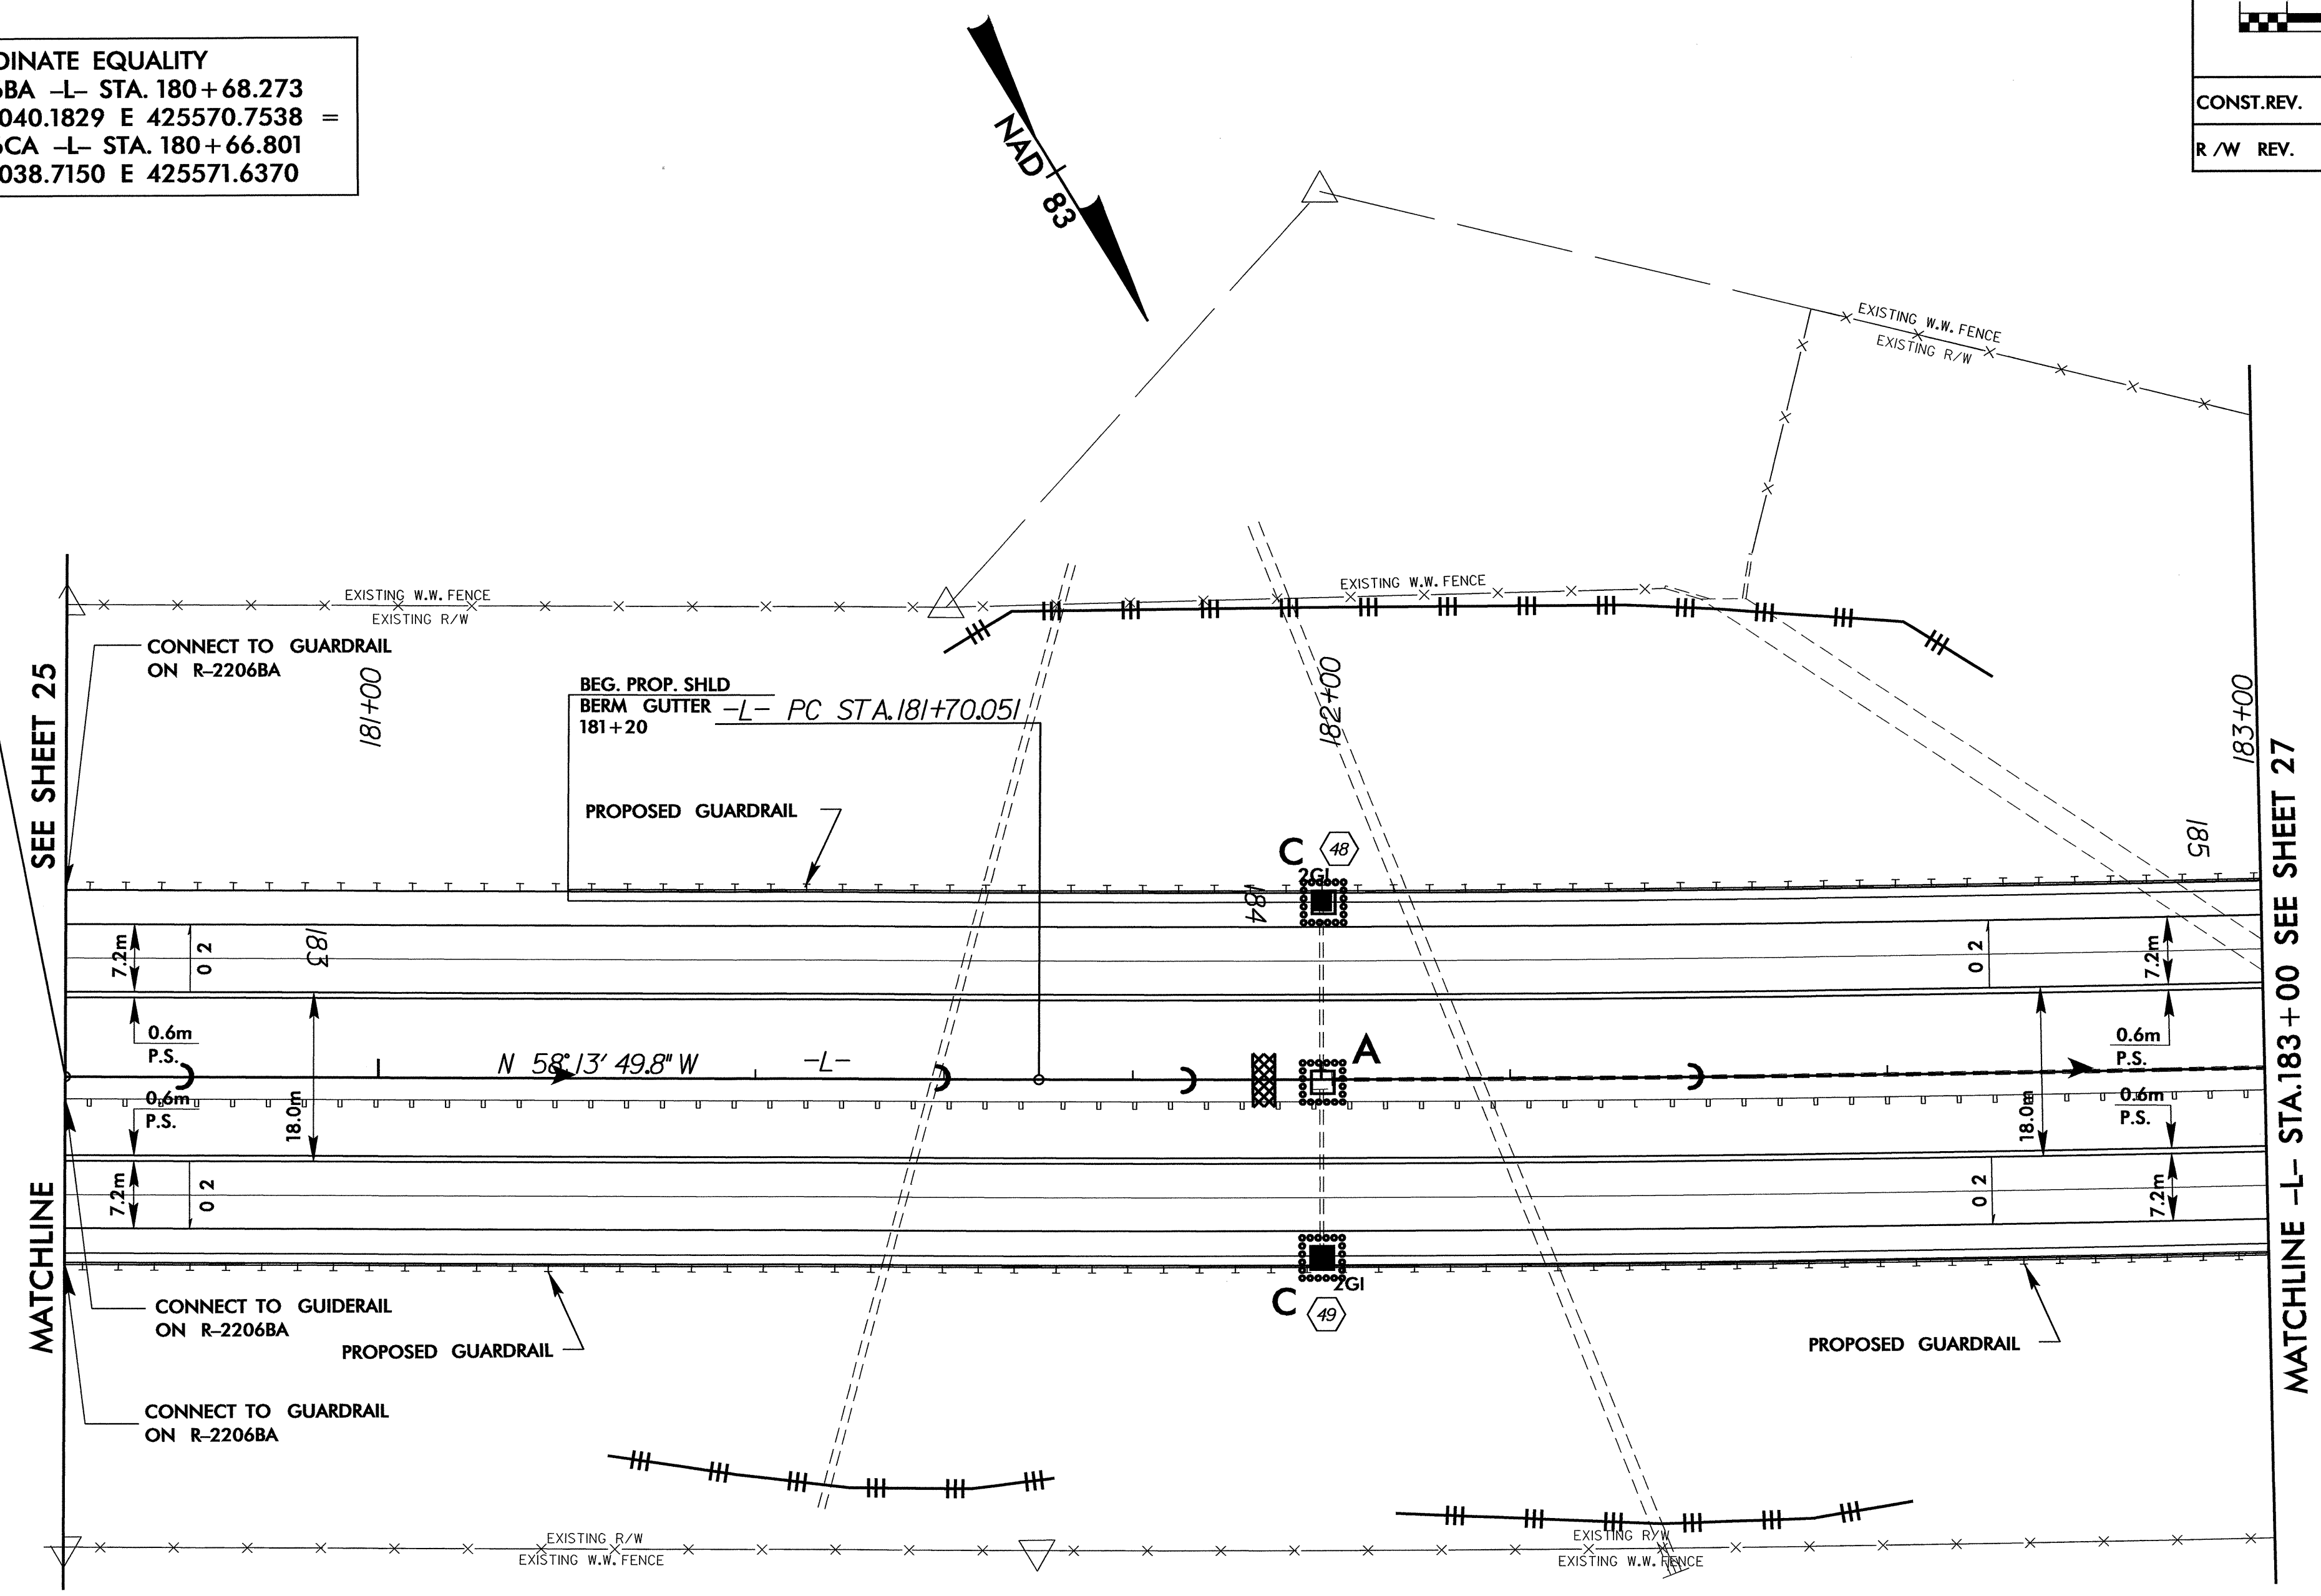 DINATE EQUALITY
BA –L– STA. 180+68.273
040.1829 E 425570.7538 =
CA –L– STA. 180+66.801
038.7150 E 425571.6370
CONST.REV.
R /W REV.
NAD 83
EXISTING W.W. FENCE
EXISTING R/W
EXISTING W.W. FENCE
EXISTING R/W
EXISTING W.W. FENCE
CONNECT TO GUARDRAIL
ON R–2206BA
SEE SHEET 25
181+00
BEG. PROP. SHLD
BERM GUTTER
181+20
-L- PC STA.181+70.051
182+00
183+00
PROPOSED GUARDRAIL
C 48
2GI
183
184
185
7.2m
0 2
0 2
7.2m
0.6m
P.S.
0.6m
P.S.
N 58° 13' 49.8" W
-L-
A
0.6m
P.S.
18.0m
18.0m
0.6m
P.S.
7.2m
0 2
0 2
7.2m
2GI
C 49
MATCHLINE
CONNECT TO GUIDERAIL
ON R–2206BA
PROPOSED GUARDRAIL
PROPOSED GUARDRAIL
CONNECT TO GUARDRAIL
ON R–2206BA
EXISTING R/W
EXISTING W.W. FENCE
EXISTING R/W
EXISTING W.W. FENCE
MATCHLINE –L– STA.183+00 SEE SHEET 27